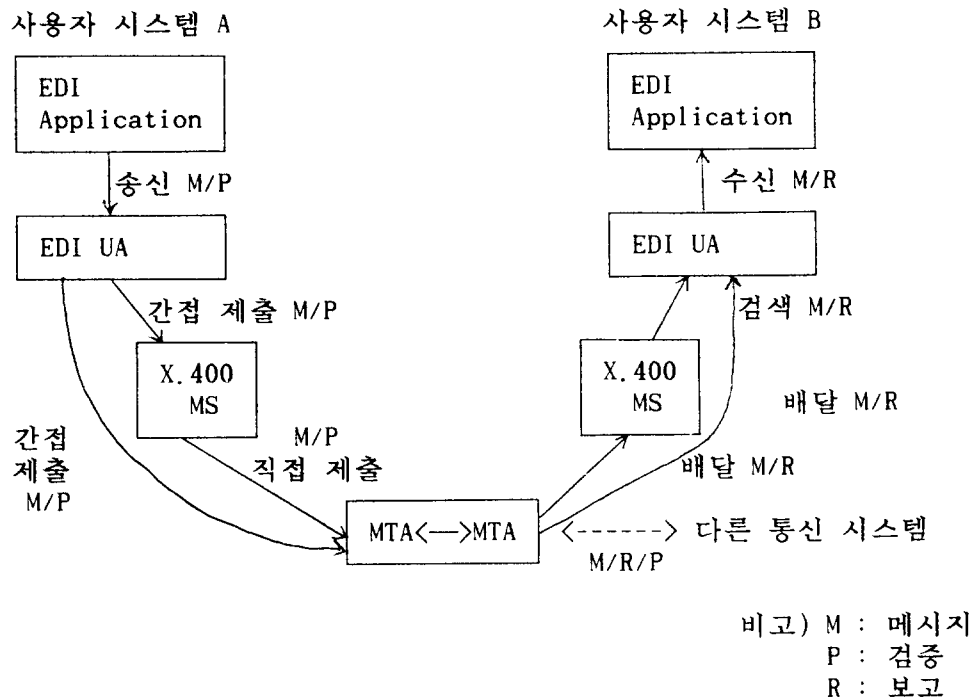 사용자 시스템 A
사용자 시스템 B
EDI
Application
EDI
Application
송신 M/P
수신 M/R
EDI UA
EDI UA
간접 제출 M/P
검색 M/R
X.400
MS
X.400
MS
배달 M/R
간접
제출
M/P
M/P
직접 제출
배달 M/R
MTA<—>MTA
<-----> 다른 통신 시스템
M/R/P
비고) M : 메시지
P : 검증
R : 보고